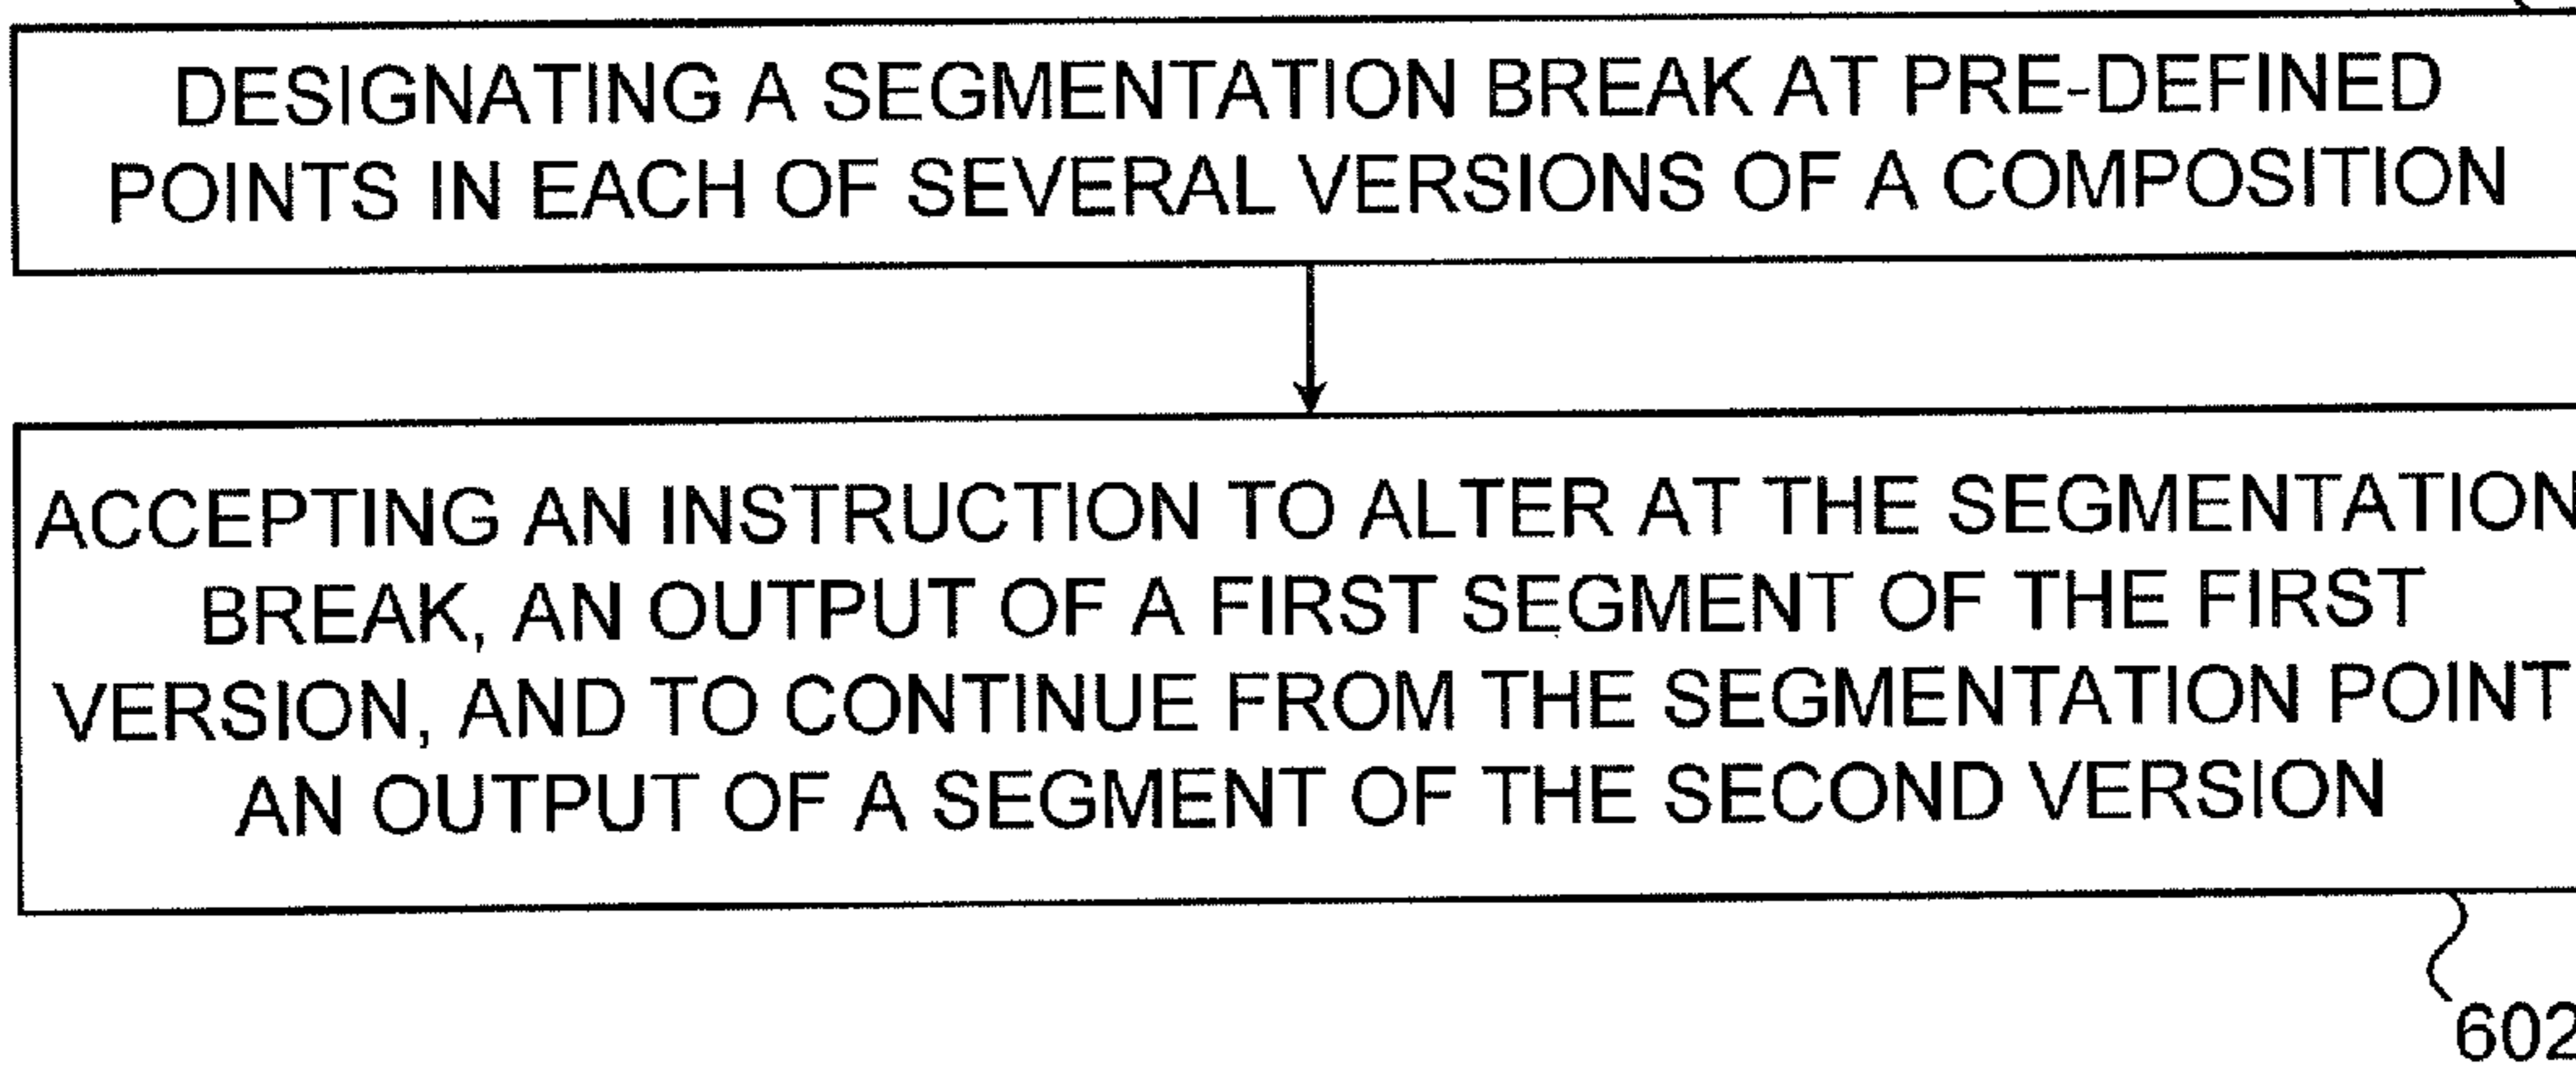 DESIGNATING A SEGMENTATION BREAK AT PRE-DEFINED
POINTS IN EACH OF SEVERAL VERSIONS OF A COMPOSITION
ACCEPTING AN INSTRUCTION TO ALTER AT THE SEGMENTATION
BREAK, AN OUTPUT OF A FIRST SEGMENT OF THE FIRST
VERSION, AND TO CONTINUE FROM THE SEGMENTATION POINT
AN OUTPUT OF A SEGMENT OF THE SECOND VERSION
602